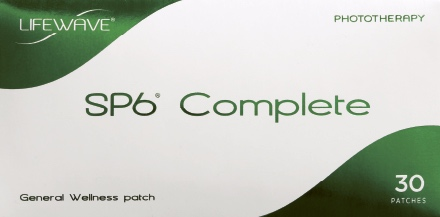 LIFEWAVE®
PHOTOTHERAPY
SP6® Complete
General Wellness patch
30
PATCHES